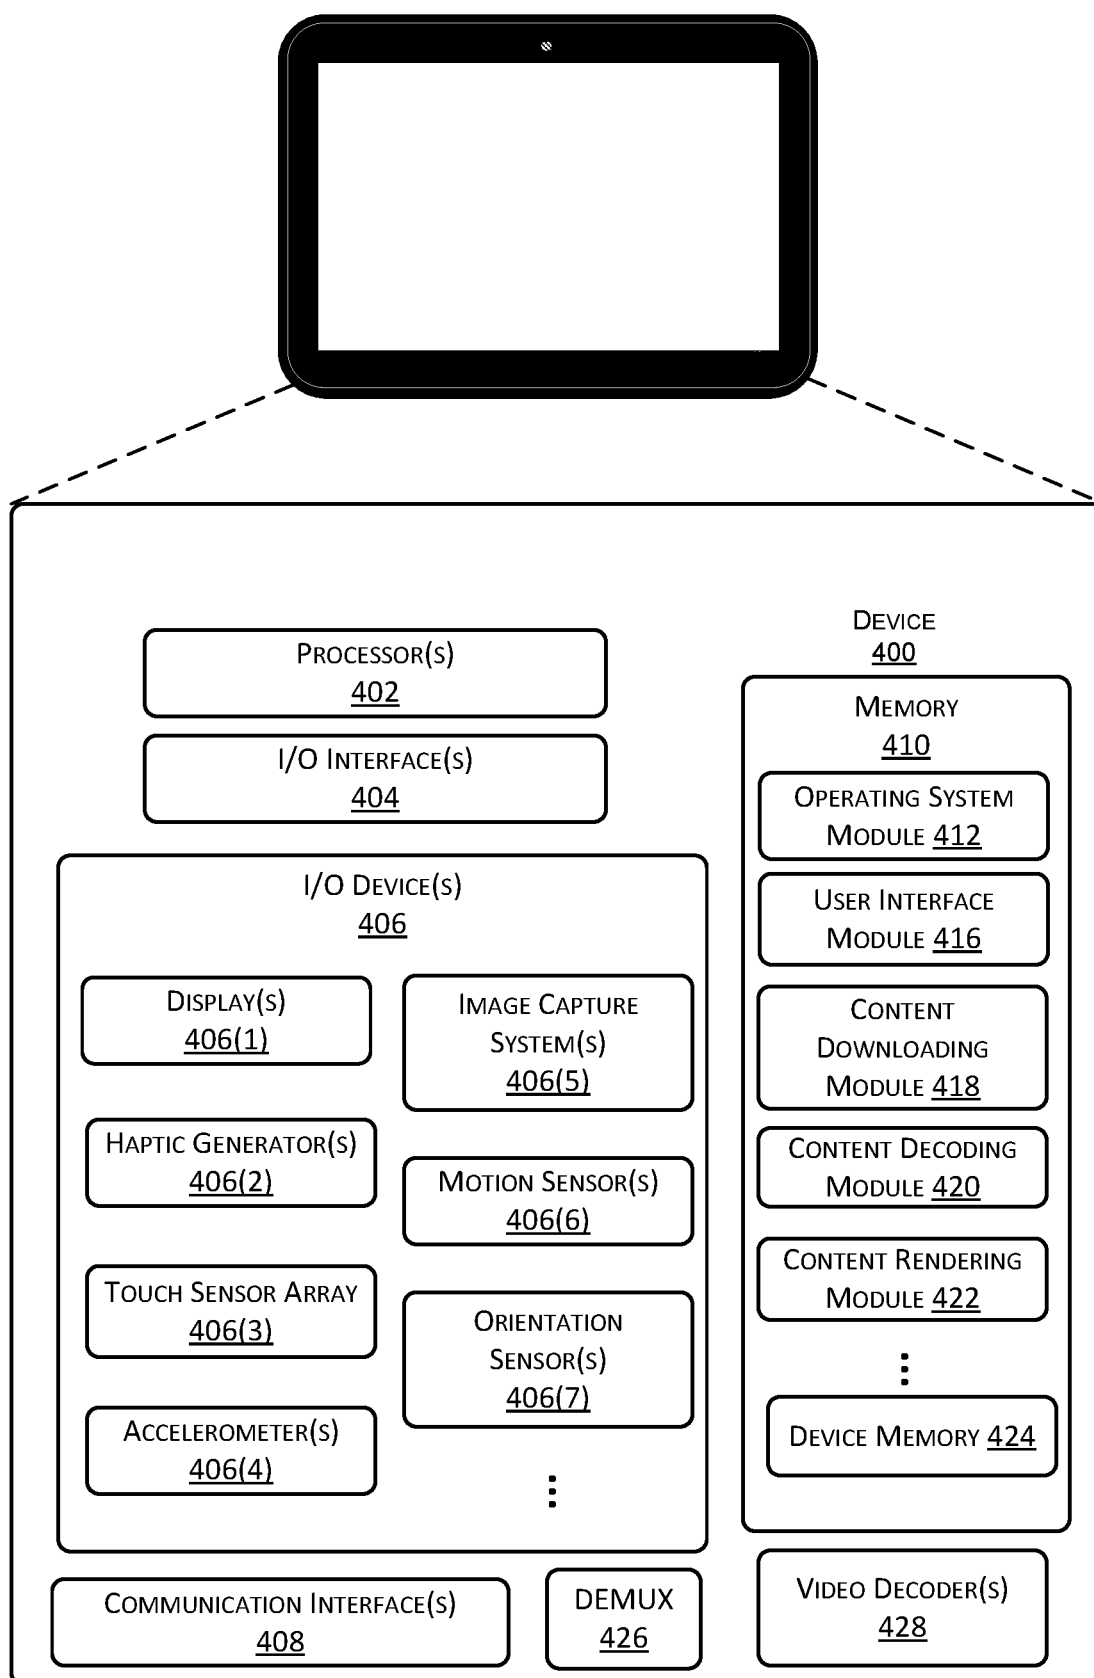 PROCESSOR(S)
402
I/O INTERFACE(S)
404
I/O DEVICE(S)
406
DISPLAY(S)
406(1)
HAPTIC GENERATOR(S)
406(2)
TOUCH SENSOR ARRAY
406(3)
ACCELEROMETER(S)
406(4)
IMAGE CAPTURE
SYSTEM(S)
406(5)
MOTION SENSOR(S)
406(6)
ORIENTATION
SENSOR(S)
406(7)
COMMUNICATION INTERFACE(S)
408
DEMUX
426
DEVICE
400
MEMORY
410
OPERATING SYSTEM
MODULE 412
USER INTERFACE
MODULE 416
CONTENT
DOWNLOADING
MODULE 418
CONTENT DECODING
MODULE 420
CONTENT RENDERING
MODULE 422
DEVICE MEMORY 424
VIDEO DECODER(S)
428